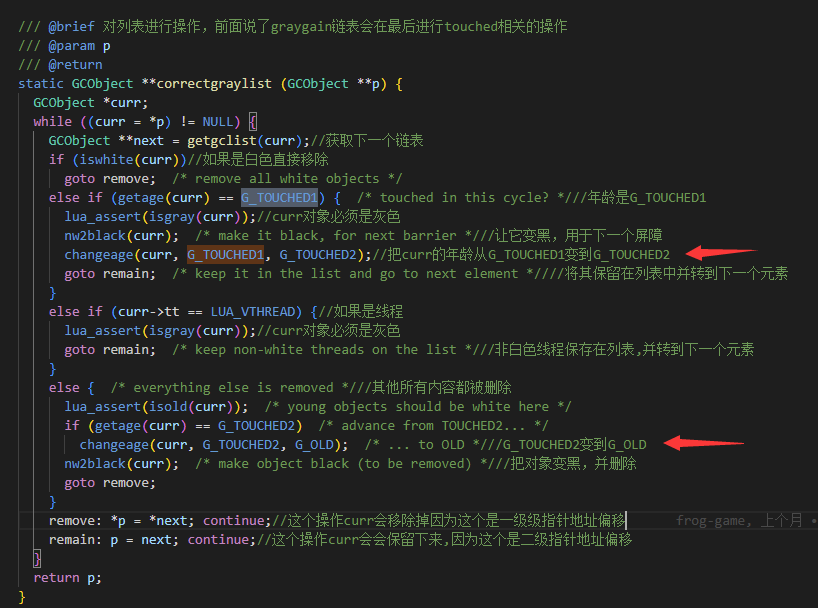 /// @brief 对列表进行操作，前面说了graygain链表会在最后进行touched相关的操作
/// @param p
/// @return
static GCObject **correctgraylist (GCObject **p) {
  GCObject *curr;
  while ((curr = *p) != NULL) {
    GCObject **next = getgclist(curr);//获取下一个链表
    if (iswhite(curr))//如果是白色直接移除
      goto remove;  /* remove all white objects */
    else if (getage(curr) == G_TOUCHED1) {  /* touched in this cycle? *///年龄是G_TOUCHED1
      lua_assert(isgray(curr));//curr对象必须是灰色
      nw2black(curr);  /* make it black, for next barrier *///让它变黑，用于下一个屏障
      changeage(curr, G_TOUCHED1, G_TOUCHED2);//把curr的年龄从G_TOUCHED1变到G_TOUCHED2
      goto remain;  /* keep it in the list and go to next element *////将其保留在列表中并转到下一个元素
    }
    else if (curr->tt == LUA_VTHREAD) {//如果是线程
      lua_assert(isgray(curr));//curr对象必须是灰色
      goto remain;  /* keep non-white threads on the list *///非白色线程保存在列表,并转到下一个元素
    }
    else {  /* everything else is removed *///其他所有内容都被删除
      lua_assert(isold(curr));  /* young objects should be white here */
      if (getage(curr) == G_TOUCHED2)  /* advance from TOUCHED2... */
        changeage(curr, G_TOUCHED2, G_OLD);  /* ... to OLD *///G_TOUCHED2变到G_OLD
      nw2black(curr);  /* make object black (to be removed) *///把对象变黑，并删除
      goto remove;
    }
    remove: *p = *next; continue;//这个操作curr会移除掉因为这个是一级级指针地址偏移 frog-game, 上个月 •
    remain: p = next; continue;//这个操作curr会会保留下来,因为这个是二级指针地址偏移
  }
  return p;
}